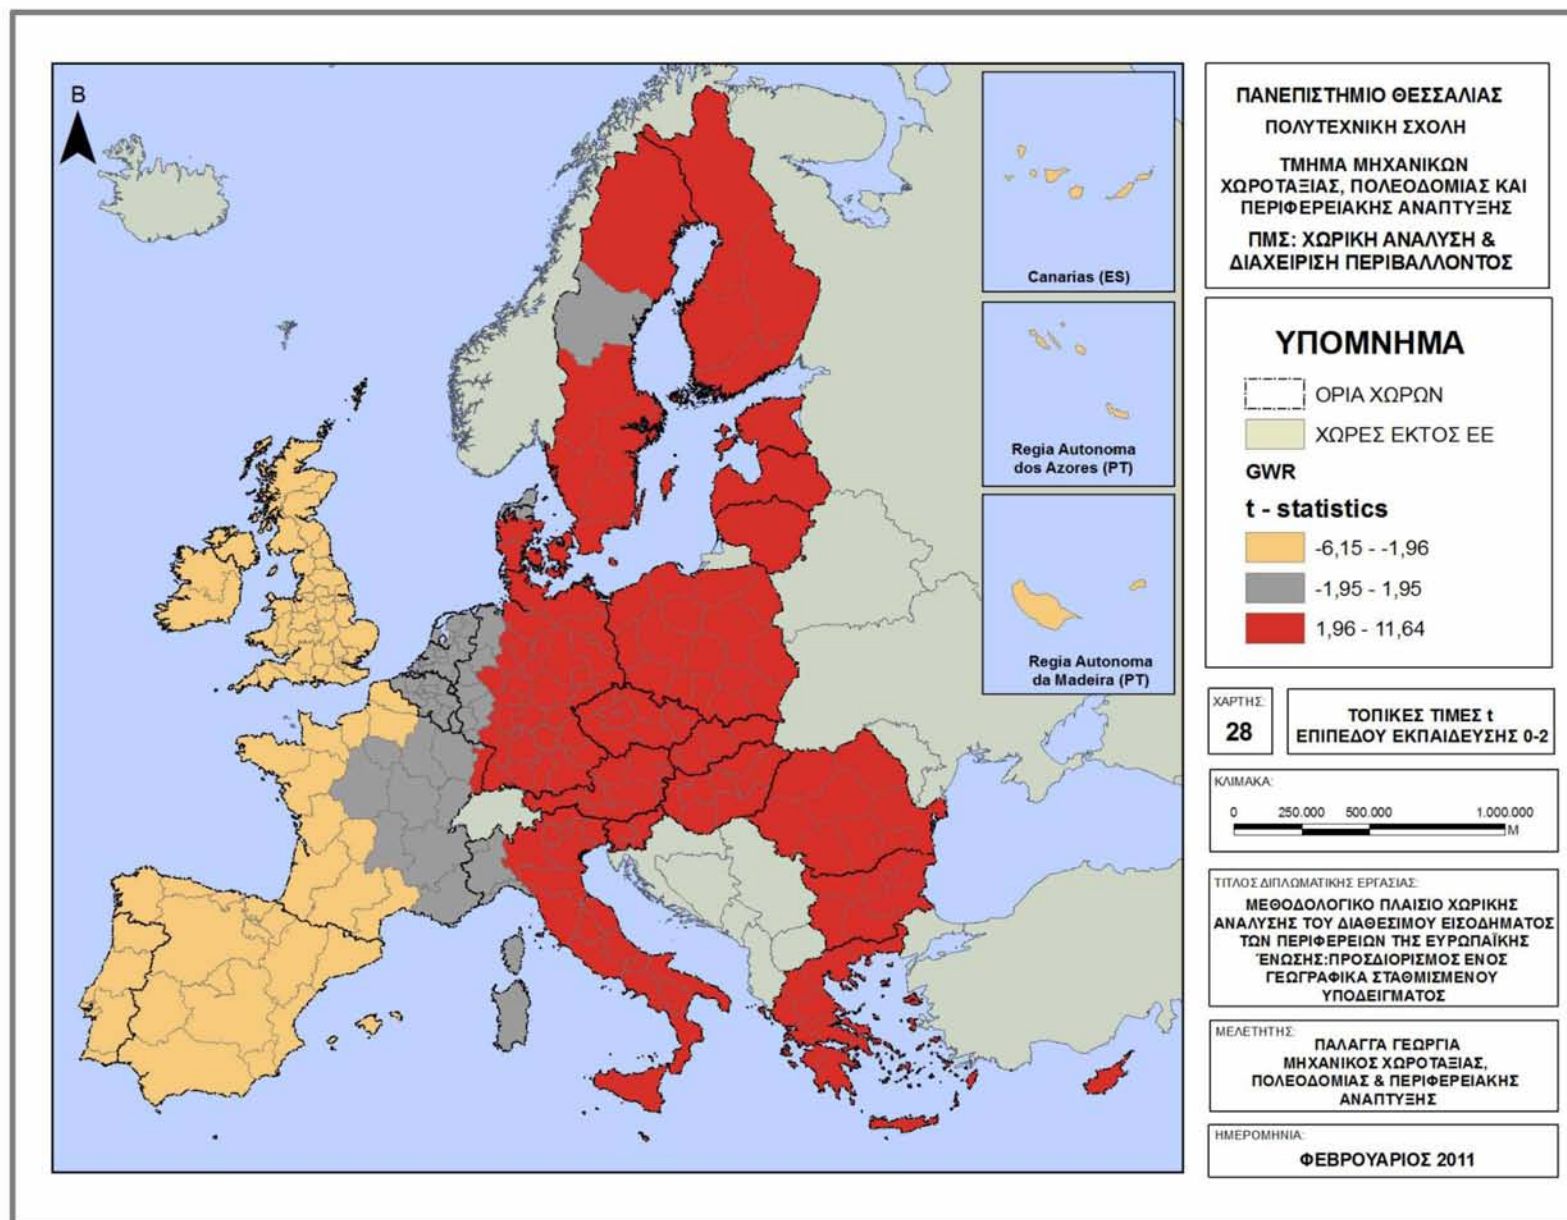 B
Canarias (ES)
Regia Autonoma
dos Azores (PT)
Regia Autonoma
da Madeira (PT)
ΠΑΝΕΠΙΣΤΗΜΙΟ ΘΕΣΣΑΛΙΑΣ
ΠΟΛΥΤΕΧΝΙΚΗ ΣΧΟΛΗ
ΤΜΗΜΑ ΜΗΧΑΝΙΚΩΝ
ΧΩΡΟΤΑΞΙΑΣ, ΠΟΛΕΟΔΟΜΙΑΣ ΚΑΙ
ΠΕΡΙΦΕΡΕΙΑΚΗΣ ΑΝΑΠΤΥΞΗΣ
ΠΜΣ: ΧΩΡΙΚΗ ΑΝΑΛΥΣΗ &
ΔΙΑΧΕΙΡΙΣΗ ΠΕΡΙΒΑΛΛΟΝΤΟΣ
ΥΠΟΜΝΗΜΑ
ΟΡΙΑ ΧΩΡΩΝ
ΧΩΡΕΣ ΕΚΤΟΣ ΕΕ
GWR
t - statistics
-6,15 - -1,96
-1,95 - 1,95
1,96 - 11,64
ΧΑΡΤΗΣ:
28
ΤΟΠΙΚΕΣ ΤΙΜΕΣ t
ΕΠΙΠΕΔΟΥ ΕΚΠΑΙΔΕΥΣΗΣ 0-2
ΚΛΙΜΑΚΑ:
0 250.000 500.000 1.000.000
M
ΤΙΤΛΟΣ ΔΙΠΛΩΜΑΤΙΚΗΣ ΕΡΓΑΣΙΑΣ:
ΜΕΘΟΔΟΛΟΓΙΚΟ ΠΛΑΙΣΙΟ ΧΩΡΙΚΗΣ
ΑΝΑΛΥΣΗΣ ΤΟΥ ΔΙΑΘΕΣΙΜΟΥ ΕΙΣΟΔΗΜΑΤΟΣ
ΤΩΝ ΠΕΡΙΦΕΡΕΙΩΝ ΤΗΣ ΕΥΡΩΠΑΪΚΗΣ
ΈΝΩΣΗΣ:ΠΡΟΣΔΙΟΡΙΣΜΟΣ ΕΝΟΣ
ΓΕΩΓΡΑΦΙΚΑ ΣΤΑΘΜΙΣΜΕΝΟΥ
ΥΠΟΔΕΙΓΜΑΤΟΣ
ΜΕΛΕΤΗΤΗΣ:
ΠΑΛΑΓΓΑ ΓΕΩΡΓΙΑ
ΜΗΧΑΝΙΚΟΣ ΧΩΡΟΤΑΞΙΑΣ,
ΠΟΛΕΟΔΟΜΙΑΣ & ΠΕΡΙΦΕΡΕΙΑΚΗΣ
ΑΝΑΠΤΥΞΗΣ
ΗΜΕΡΟΜΗΝΙΑ:
ΦΕΒΡΟΥΑΡΙΟΣ 2011